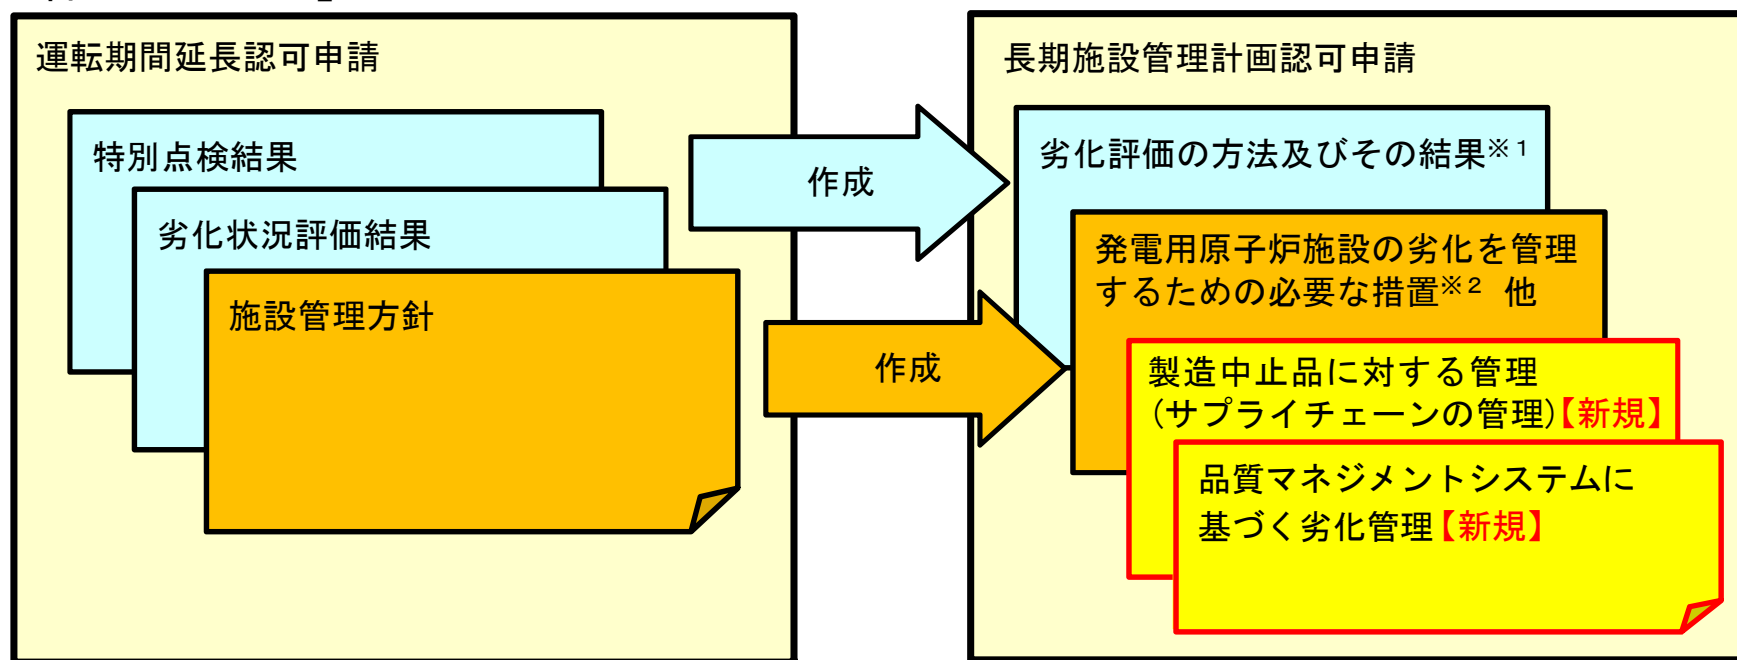 運転期間延長認可申請
特別点検結果
劣化状況評価結果
施設管理方針
作成
作成
長期施設管理計画認可申請
劣化評価の方法及びその結果※1
発電用原子炉施設の劣化を管理
するための必要な措置※2 他
製造中止品に対する管理
(サプライチェーンの管理)【新規】
品質マネジメントシステムに
基づく劣化管理【新規】